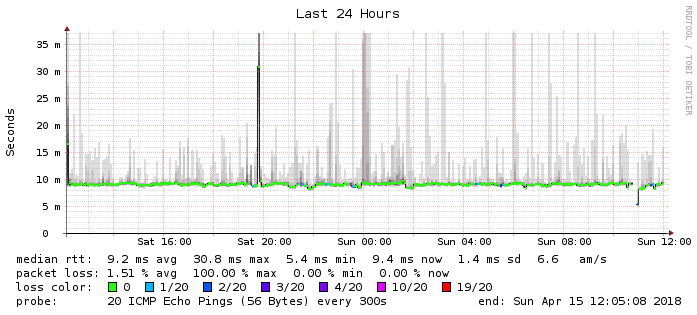 Last 24 Hours
RRDTOOL / TOBI OETIKER
Seconds
35 m
30 m
25 m
20 m
15 m
10 m
5 m
0
Sat 16:00 Sat 20:00 Sun 00:00 Sun 04:00 Sun 08:00 Sun 12:00
median rtt: 9.2 ms avg 30.8 ms max 5.4 ms min 9.4 ms now 1.4 ms sd 6.6 am/s
packet loss: 1.51 % avg 100.00 % max 0.00 % min 0.00 % now
loss color: 0 1/20 2/20 3/20 4/20 10/20 19/20
probe: 20 ICMP Echo Pings (56 Bytes) every 300s end: Sun Apr 15 12:05:08 2018